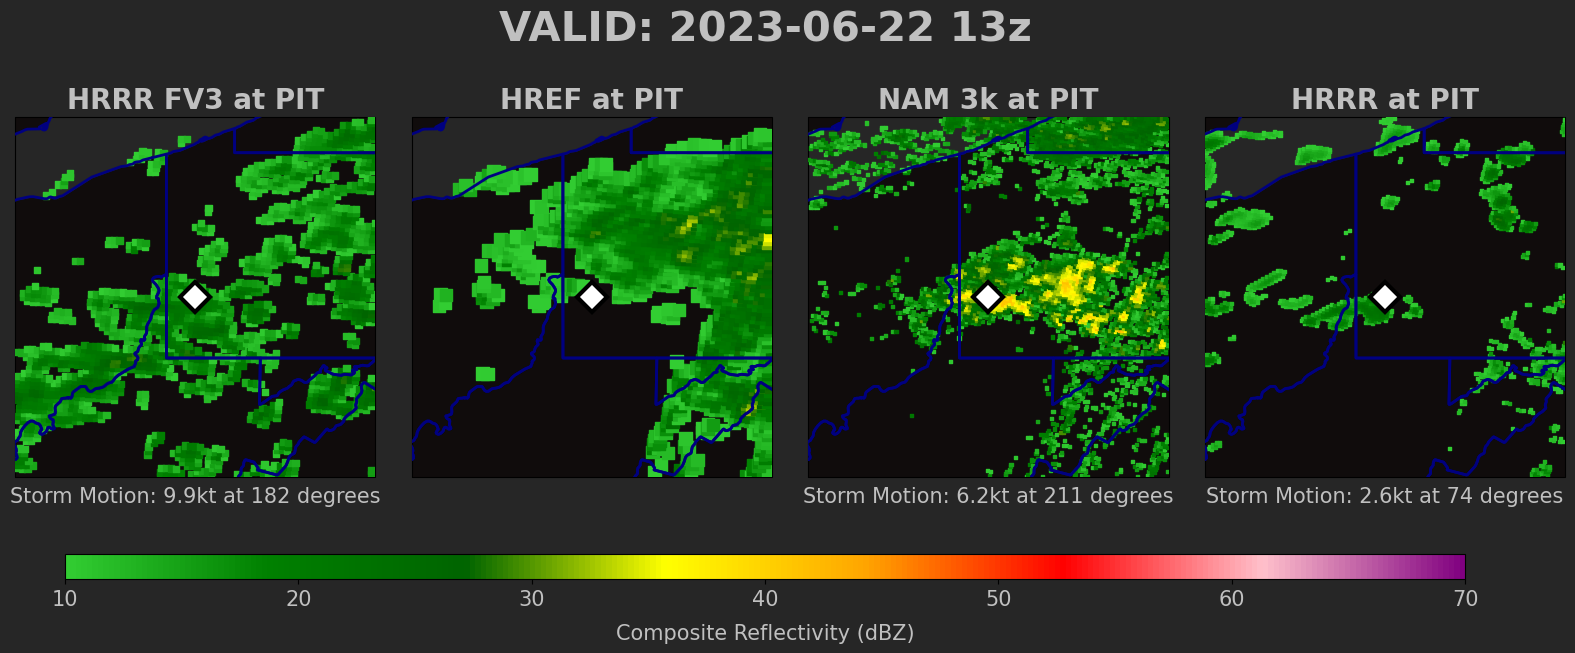 VALID: 2023-06-22 13z
HRRR FV3 at PIT
HREF at PIT
NAM 3k at PIT
HRRR at PIT
Storm Motion: 9.9kt at 182 degrees
Storm Motion: 6.2kt at 211 degrees
Storm Motion: 2.6kt at 74 degrees
10 20 30 40 50 60 70
Composite Reflectivity (dBZ)